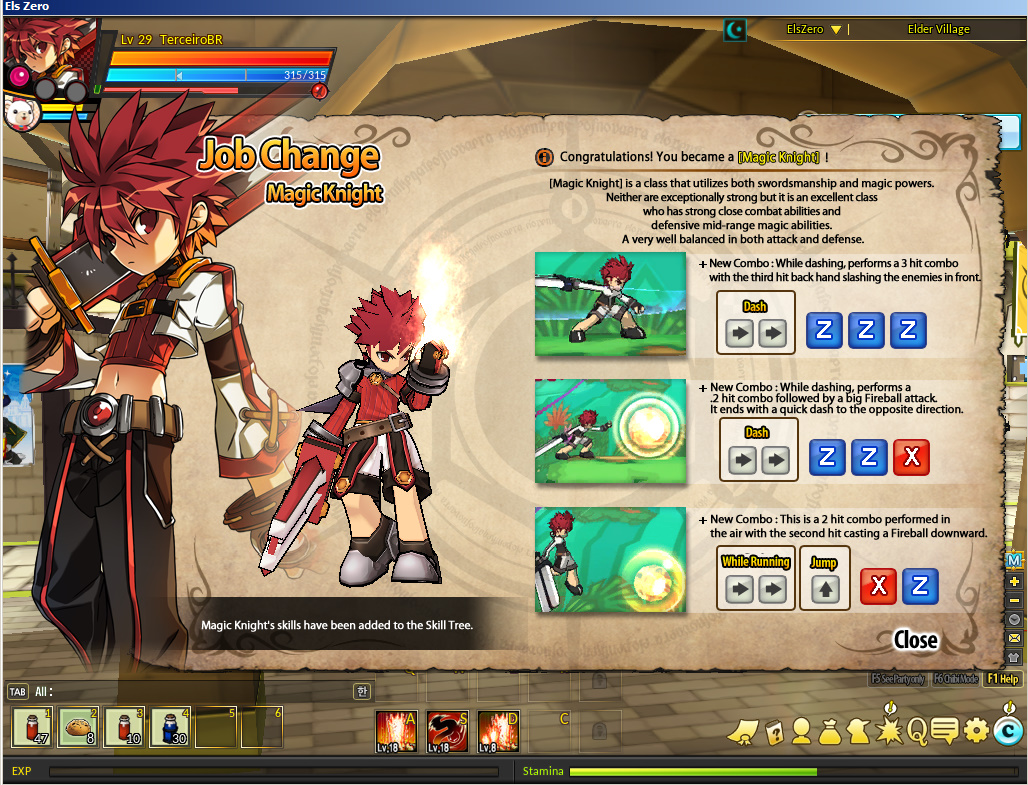 Els Zero
Lv 29 TerceiroBR
315/315
U
ElsZero
Elder Village
Job Change
Magic Knight
Congratulations! You became a [Magic Knight] !
[Magic Knight] is a class that utilizes both swordsmanship and magic powers.
Neither are exceptionally strong but it is an excellent class
who has strong close combat abilities and
defensive mid-range magic abilities.
A very well balanced in both attack and defense.
+ New Combo : While dashing, performs a 3 hit combo
with the third hit back hand slashing the enemies in front.
Dash
Z Z Z
+ New Combo : While dashing, performs a
.2 hit combo followed by a big Fireball attack.
It ends with a quick dash to the opposite direction.
Dash
Z Z X
+ New Combo : This is a 2 hit combo performed in
the air with the second hit casting a Fireball downward.
While Running Jump
X Z
Magic Knight's skills have been added to the Skill Tree.
Close
M
F5 See Party only F6 Chibi Mode F1 Help
TAB All : 한
1 2 3 4 5 6
47 8 10 30
A S D C
Lv,18 Lv,18 Lv,8
Q C
EXP
Stamina